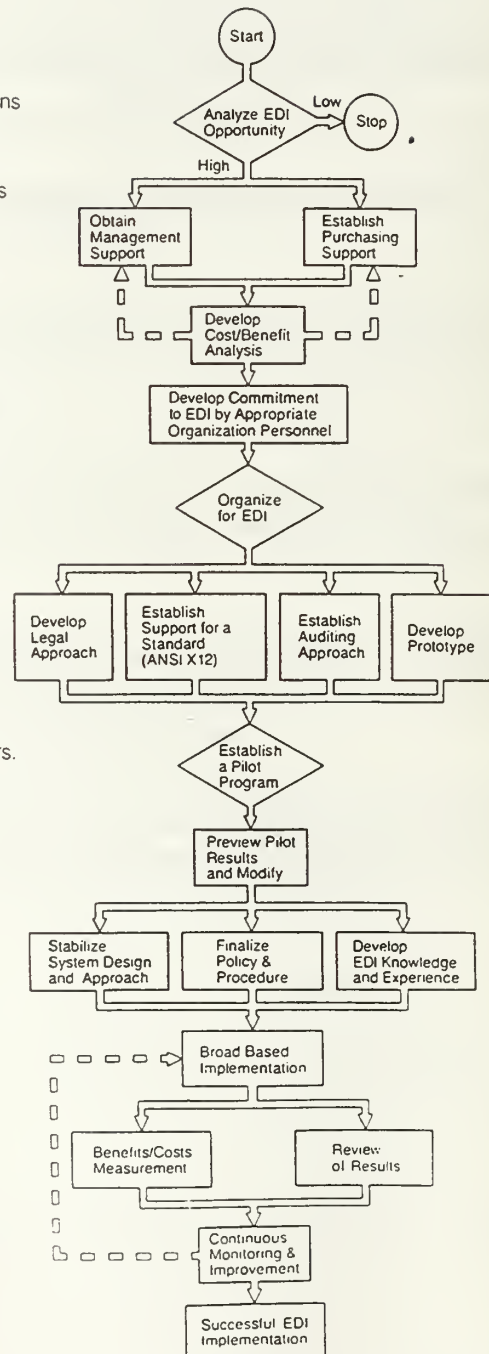 Start
ns
Analyze EDI
Opportunity
Low
Stop
High
s
Obtain
Management
Support
Establish
Purchasing
Support
Develop
Cost/Benefit
Analysis
Develop Commitment
to EDI by Appropriate
Organization Personnel
Organize
for EDI
Develop
Legal
Approach
Establish
Support for a
Standard
(ANSI X12)
Establish
Auditing
Approach
Develop
Prototype
Establish
a Pilot
Program
s.
Preview Pilot
Results
and Modify
Stabilize
System Design
and Approach
Finalize
Policy &
Procedure
Develop
EDI Knowledge
and Experience
Broad Based
Implementation
Benefits/Costs
Measurement
Review
of Results
Continuous
Monitoring &
Improvement
Successful EDI
Implementation